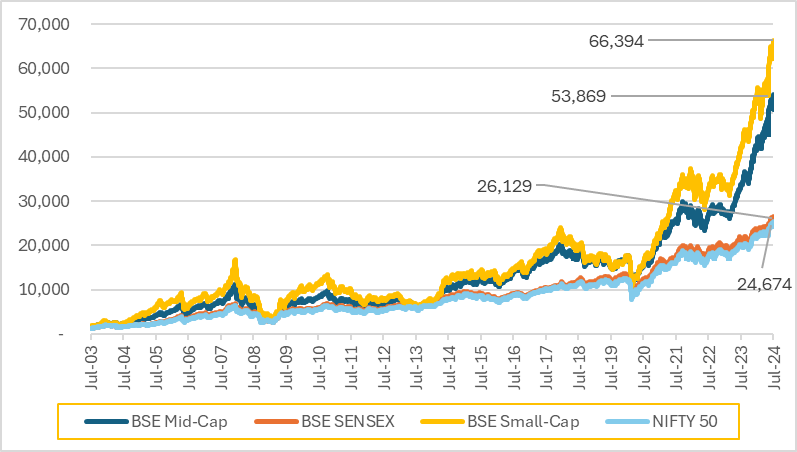 70,000
60,000
50,000
40,000
30,000
20,000
10,000
-
66,394
53,869
26,129
24,674
Jul-03
Jul-04
Jul-05
Jul-06
Jul-07
Jul-08
Jul-09
Jul-10
Jul-11
Jul-12
Jul-13
Jul-14
Jul-15
Jul-16
Jul-17
Jul-18
Jul-19
Jul-20
Jul-21
Jul-22
Jul-23
Jul-24
BSE Mid-Cap BSE SENSEX BSE Small-Cap NIFTY 50